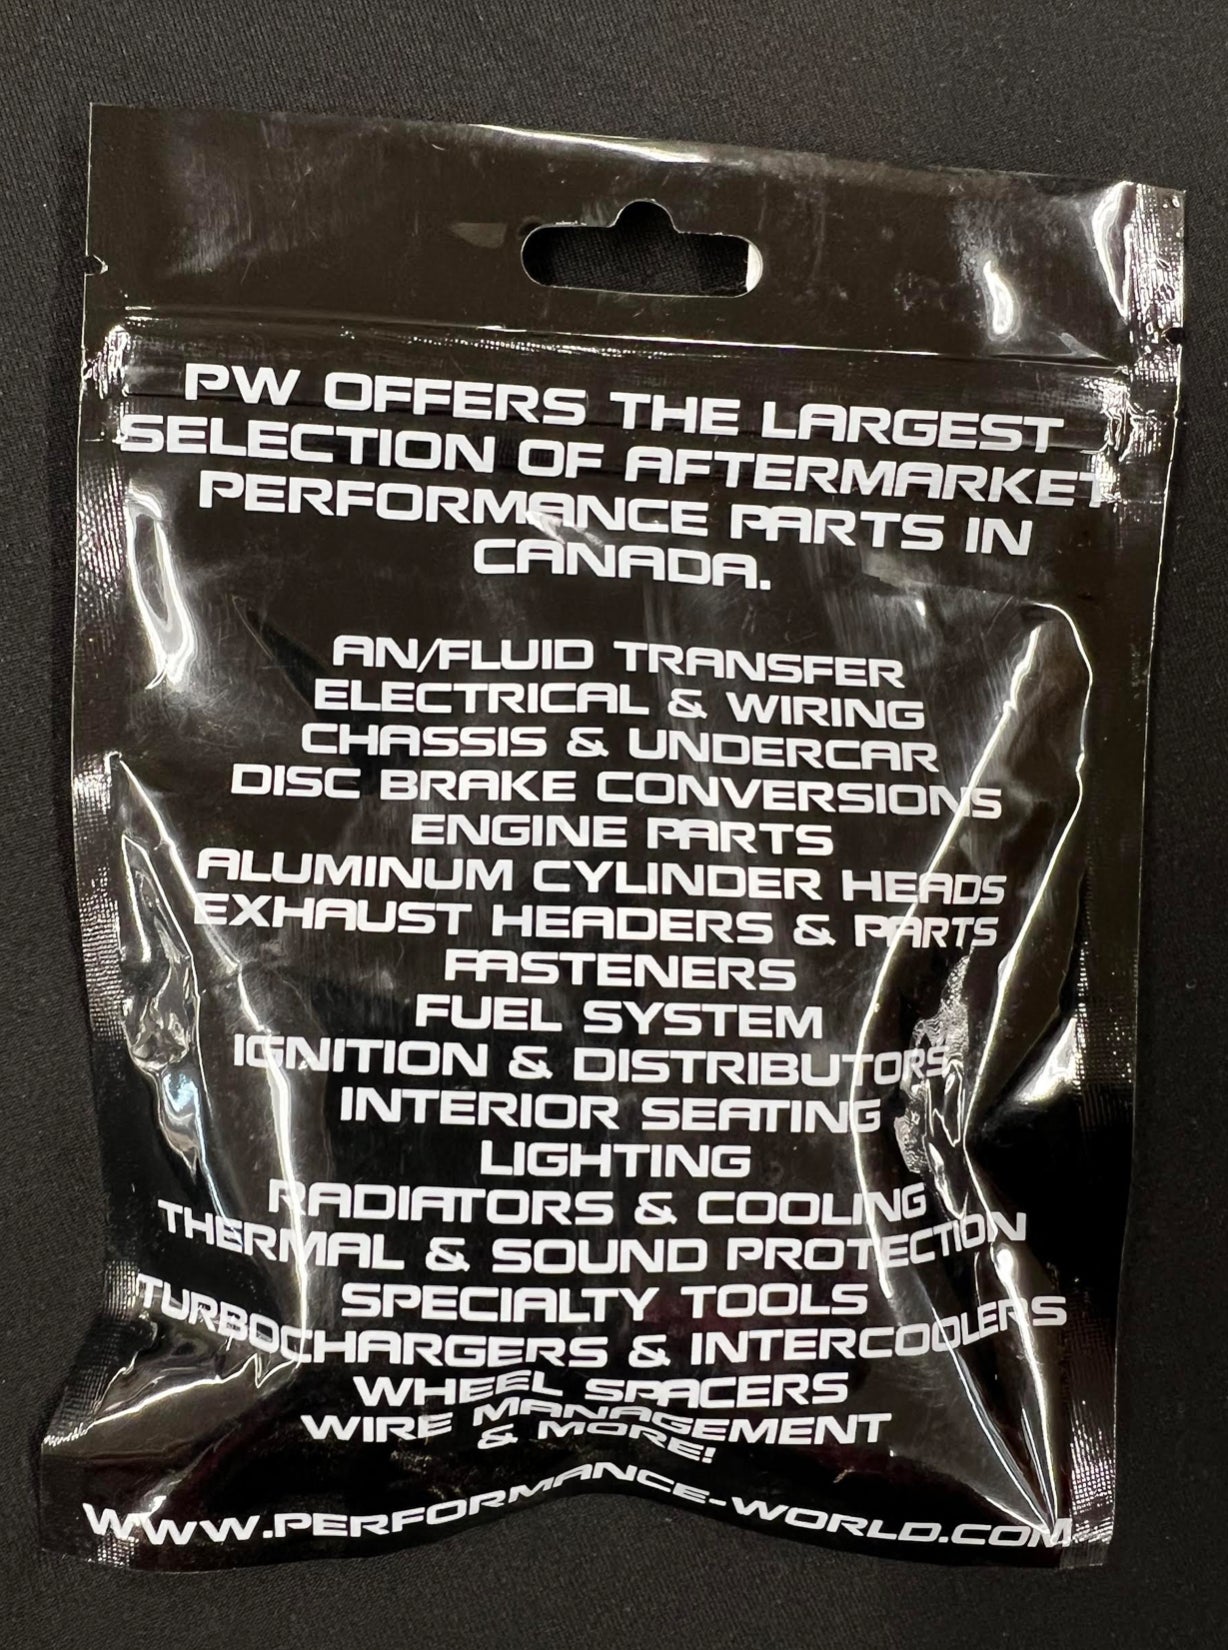 PW OFFERS THE LARGEST
SELECTION OF AFTERMARKET
PERFORMANCE PARTS IN
CANADA.
AN/FLUID TRANSFER
ELECTRICAL & WIRING
CHASSIS & UNDERCAR
DISC BRAKE CONVERSIONS
ENGINE PARTS
ALUMINUM CYLINDER HEADS
EXHAUST HEADERS & PARTS
FASTENERS
FUEL SYSTEM
IGNITION & DISTRIBUTORS
INTERIOR SEATING
LIGHTING
RADIATORS & COOLING
THERMAL & SOUND PROTECTION
SPECIALTY TOOLS
TURBOCHARGERS & INTERCOOLERS
WHEEL SPACERS
WIRE MANAGEMENT
& MORE!
WWW.PERFORMANCE-WORLD.COM